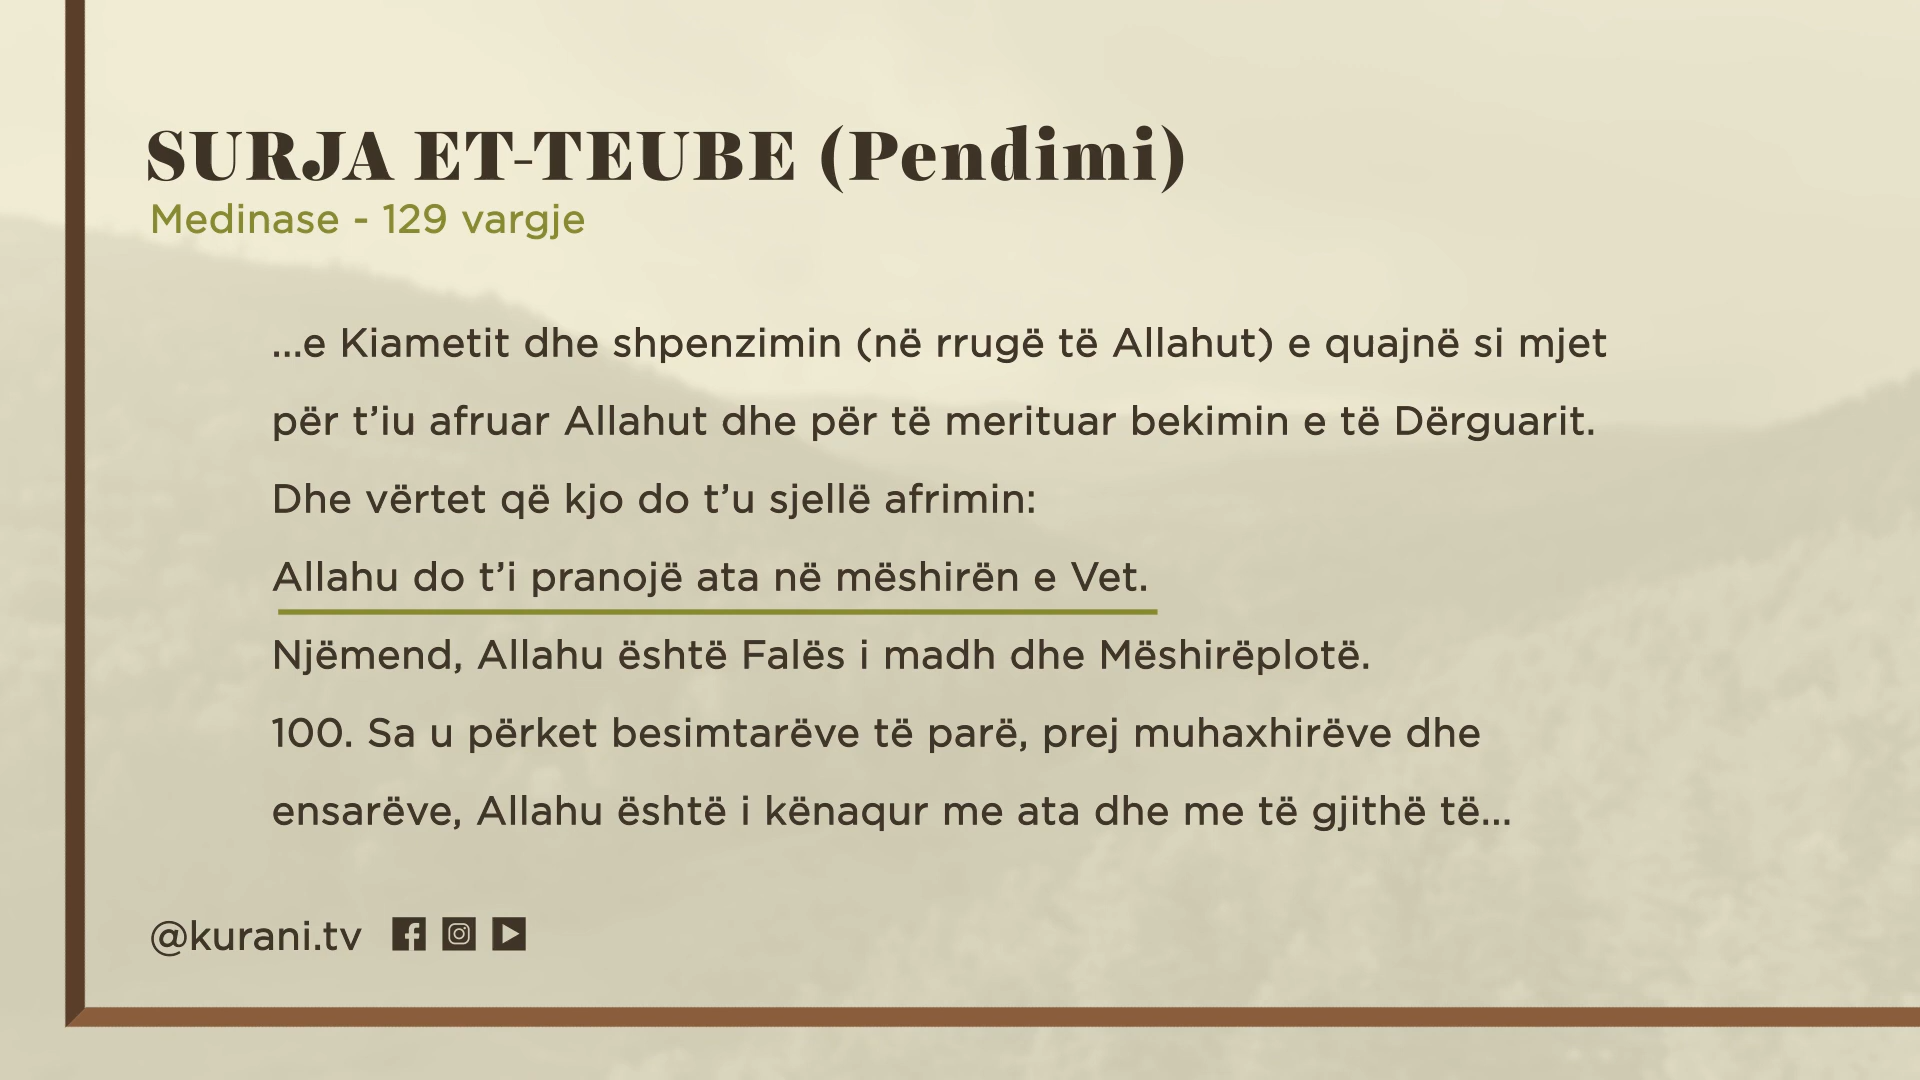 SURJA ET-TEUBE (Pendimi)
Medinase - 129 vargje
...e Kiametit dhe shpenzimin (në rrugë të Allahut) e quajnë si mjet
për t’iu afruar Allahut dhe për të merituar bekimin e të Dërguarit.
Dhe vërtet që kjo do t’u sjellë afrimin:
Allahu do t’i pranojë ata në mëshirën e Vet.
Njëmend, Allahu është Falës i madh dhe Mëshirëplotë.
100. Sa u përket besimtarëve të parë, prej muhaxhirëve dhe
ensarëve, Allahu është i kënaqur me ata dhe me të gjithë të...
@kurani.tv